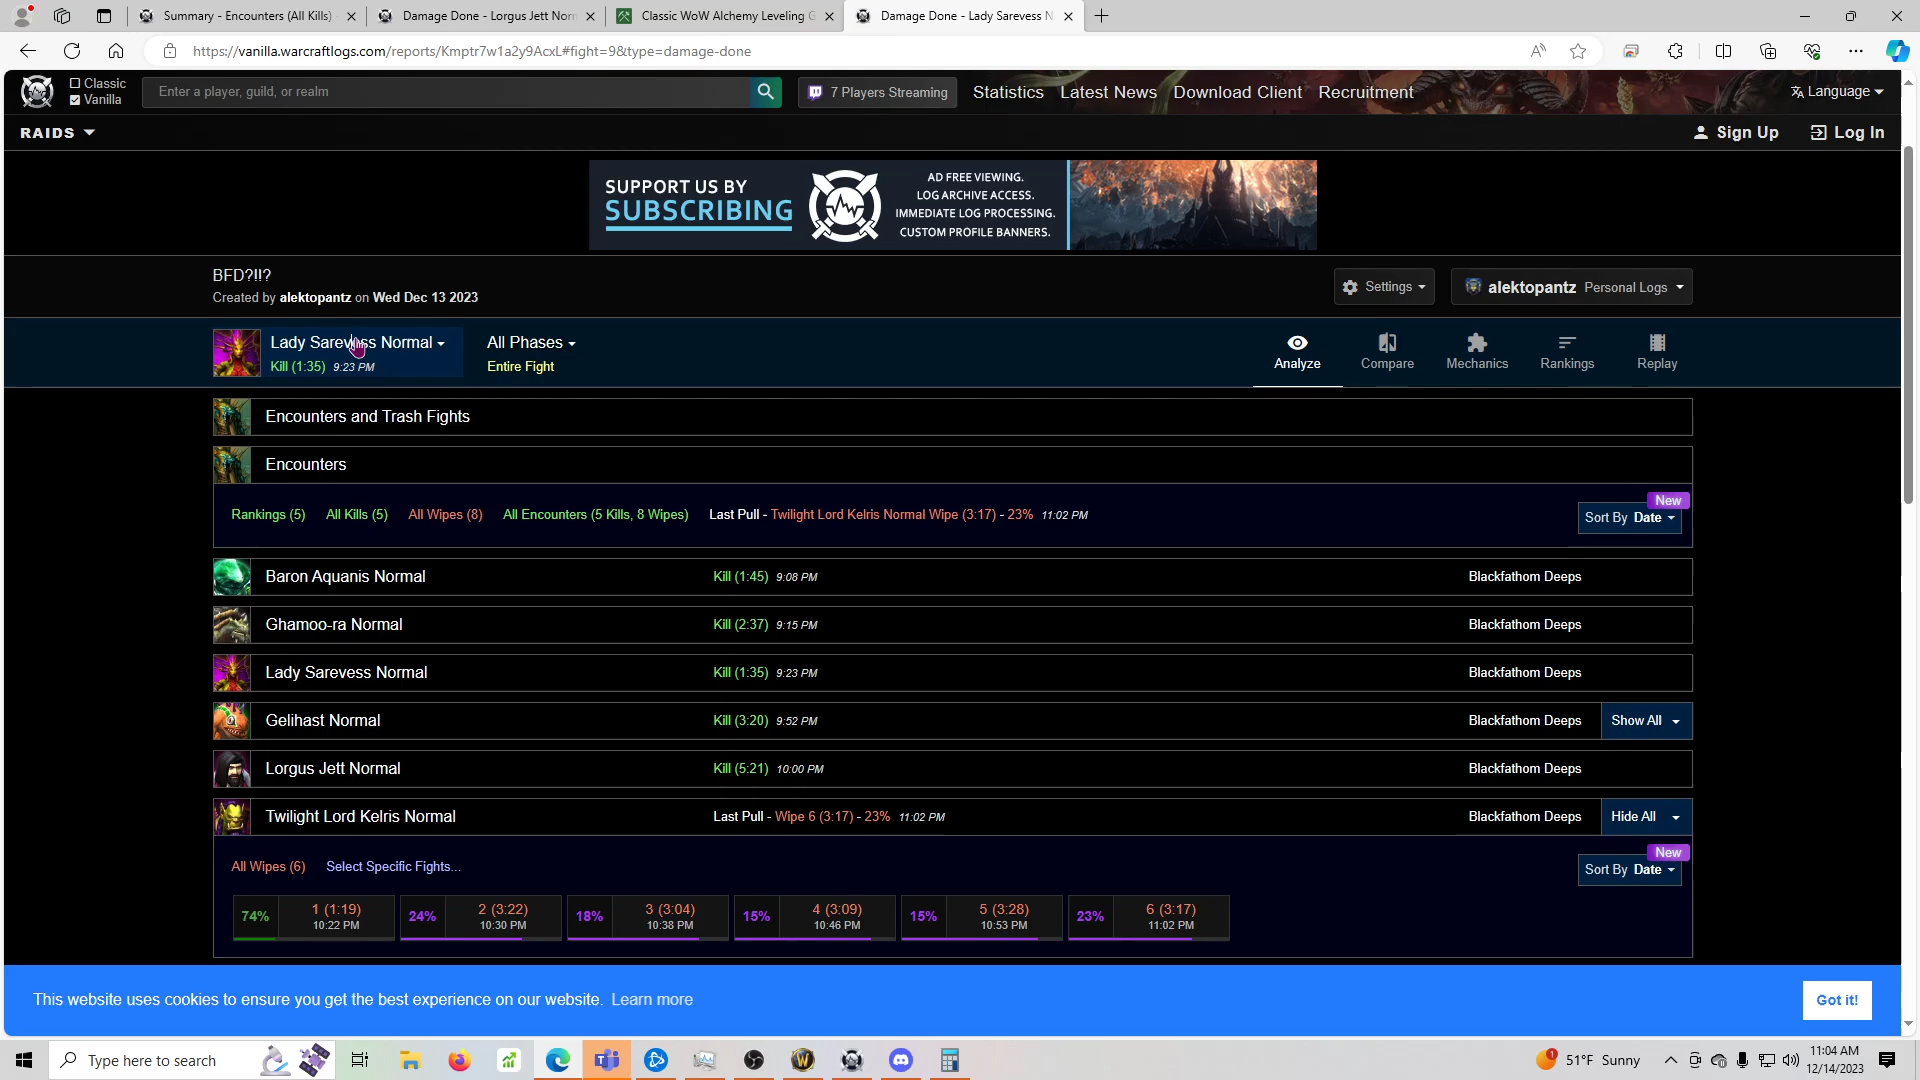 Summary - Encounters (All Kills)
Damage Done - Lorgus Jett Norm
Classic WoW Alchemy Leveling G
Damage Done - Lady Sarevess N
https://vanilla.warcraftlogs.com/reports/Kmptr7w1a2y9AcxL#fight=9&type=damage-done
Classic
Vanilla
Enter a player, guild, or realm
7 Players Streaming
Statistics
Latest News
Download Client
Recruitment
Language
RAIDS
Sign Up
Log In
SUPPORT US BY
SUBSCRIBING
AD FREE VIEWING.
LOG ARCHIVE ACCESS.
IMMEDIATE LOG PROCESSING.
CUSTOM PROFILE BANNERS.
BFD?!!?
Created by alektopantz on Wed Dec 13 2023
Settings
alektopantz Personal Logs
Lady Sarevess Normal
Kill (1:35) 9:23 PM
All Phases
Entire Fight
Analyze
Compare
Mechanics
Rankings
Replay
Encounters and Trash Fights
Encounters
Rankings (5) All Kills (5) All Wipes (8) All Encounters (5 Kills, 8 Wipes) Last Pull - Twilight Lord Kelris Normal Wipe (3:17) - 23% 11:02 PM
New
Sort By Date
Baron Aquanis Normal Kill (1:45) 9:08 PM Blackfathom Deeps
Ghamoo-ra Normal Kill (2:37) 9:15 PM Blackfathom Deeps
Lady Sarevess Normal Kill (1:35) 9:23 PM Blackfathom Deeps
Gelihast Normal Kill (3:20) 9:52 PM Blackfathom Deeps Show All
Lorgus Jett Normal Kill (5:21) 10:00 PM Blackfathom Deeps
Twilight Lord Kelris Normal Last Pull - Wipe 6 (3:17) - 23% 11:02 PM Blackfathom Deeps Hide All
All Wipes (6) Select Specific Fights...
New
Sort By Date
74% 1 (1:19) 10:22 PM
24% 2 (3:22) 10:30 PM
18% 3 (3:04) 10:38 PM
15% 4 (3:09) 10:46 PM
15% 5 (3:28) 10:53 PM
23% 6 (3:17) 11:02 PM
This website uses cookies to ensure you get the best experience on our website. Learn more
Got it!
Type here to search
1
51°F Sunny
11:04 AM
12/14/2023